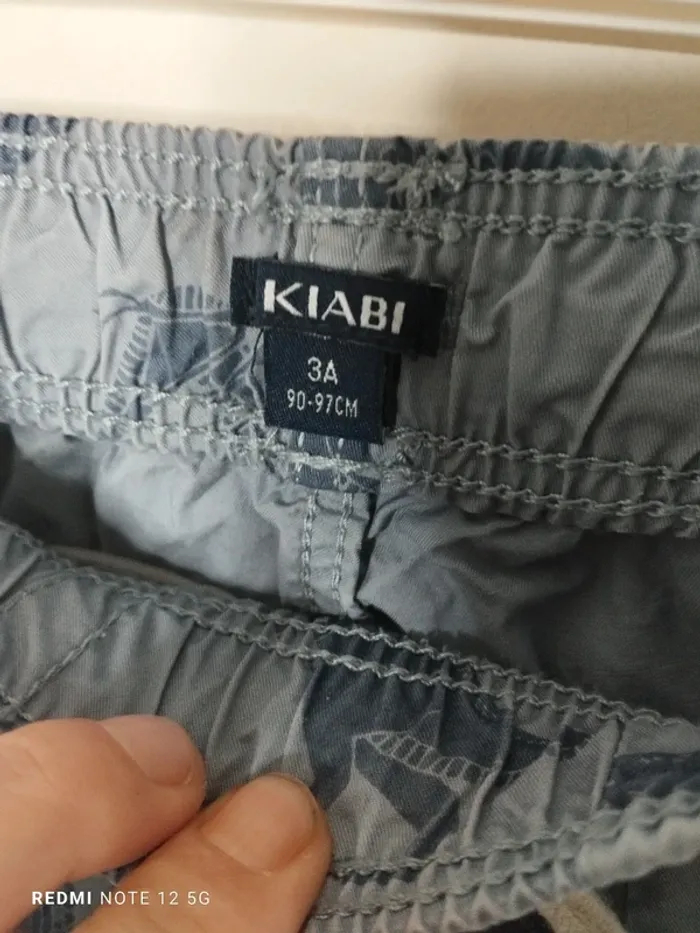 KIABI
3A
90-97CM
REDMI NOTE 12 5G